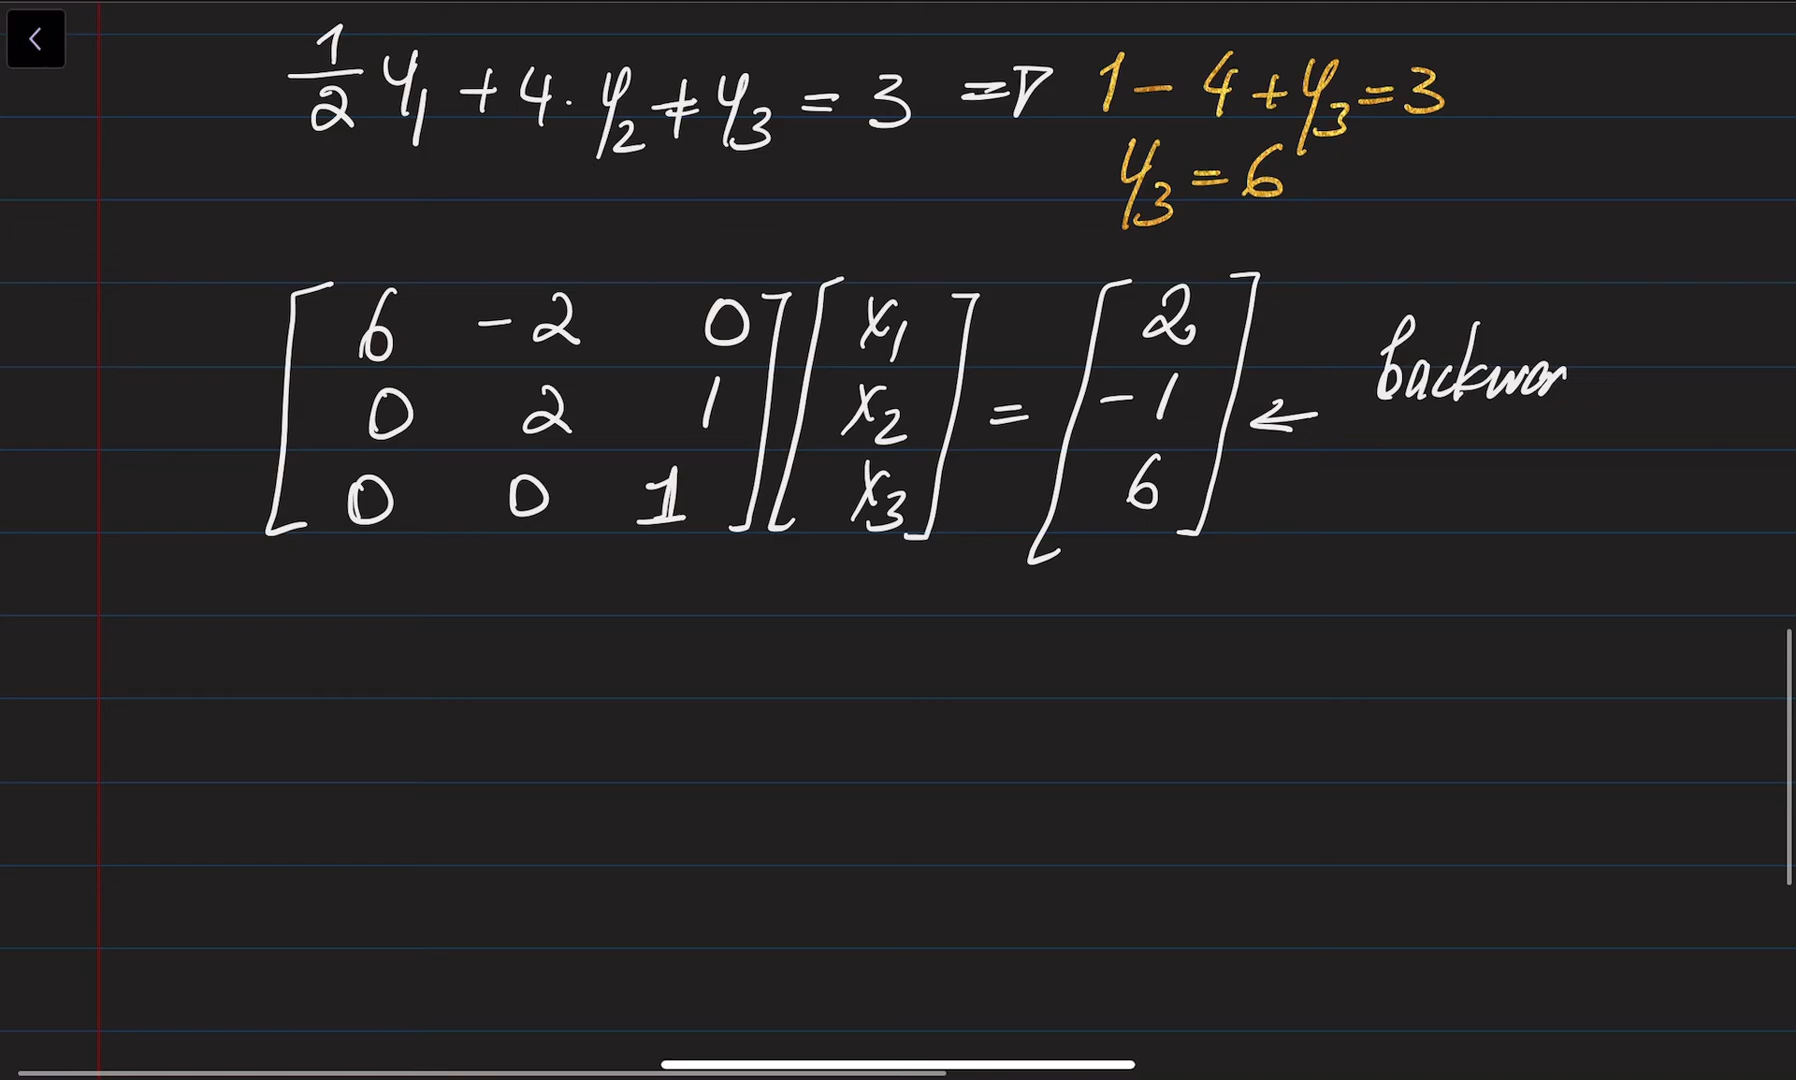 1/2 y₁ + 4 · y₂ + y₃ = 3 => 1 - 4 + y₃ = 3
y₃ = 6
[ 6 -2 0 ] [ x₁ ] [ 2 ]
[ 0 2 1 ] [ x₂ ] = [ -1 ] ← backwar
[ 0 0 1 ] [ x₃ ] [ 6 ]